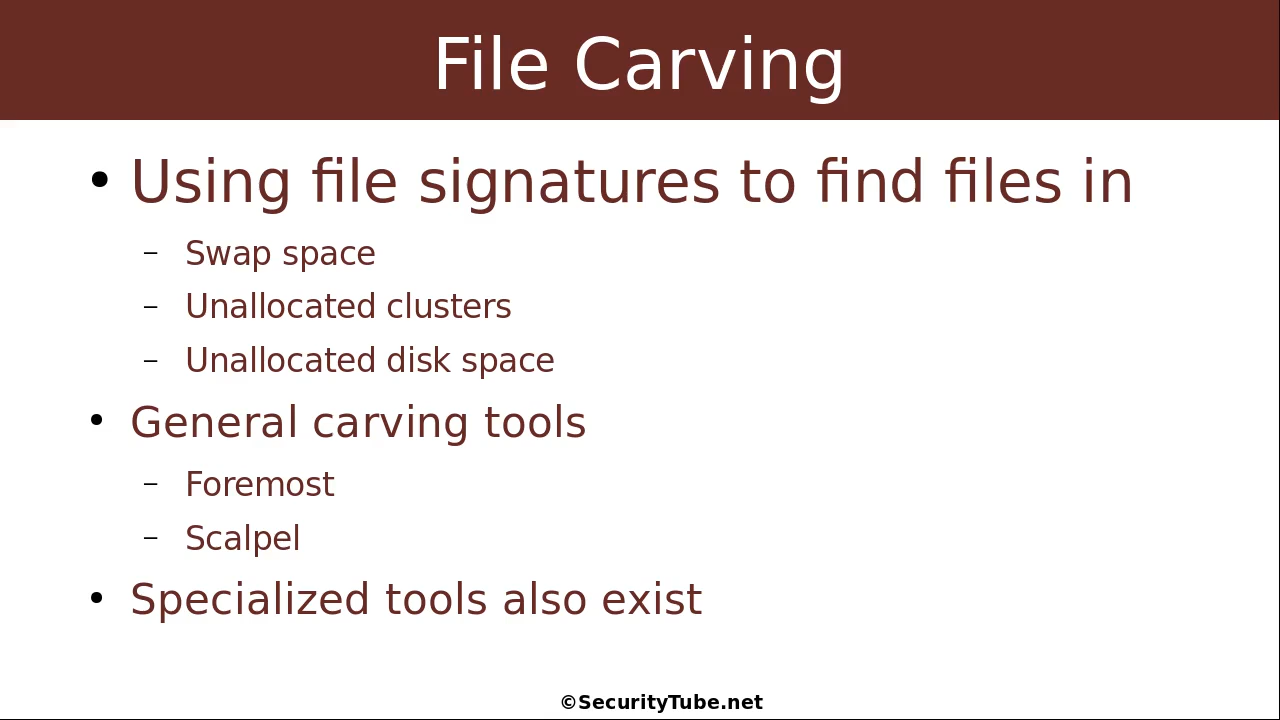 File Carving
• Using file signatures to find files in
– Swap space
– Unallocated clusters
– Unallocated disk space
• General carving tools
– Foremost
– Scalpel
• Specialized tools also exist
©SecurityTube.net